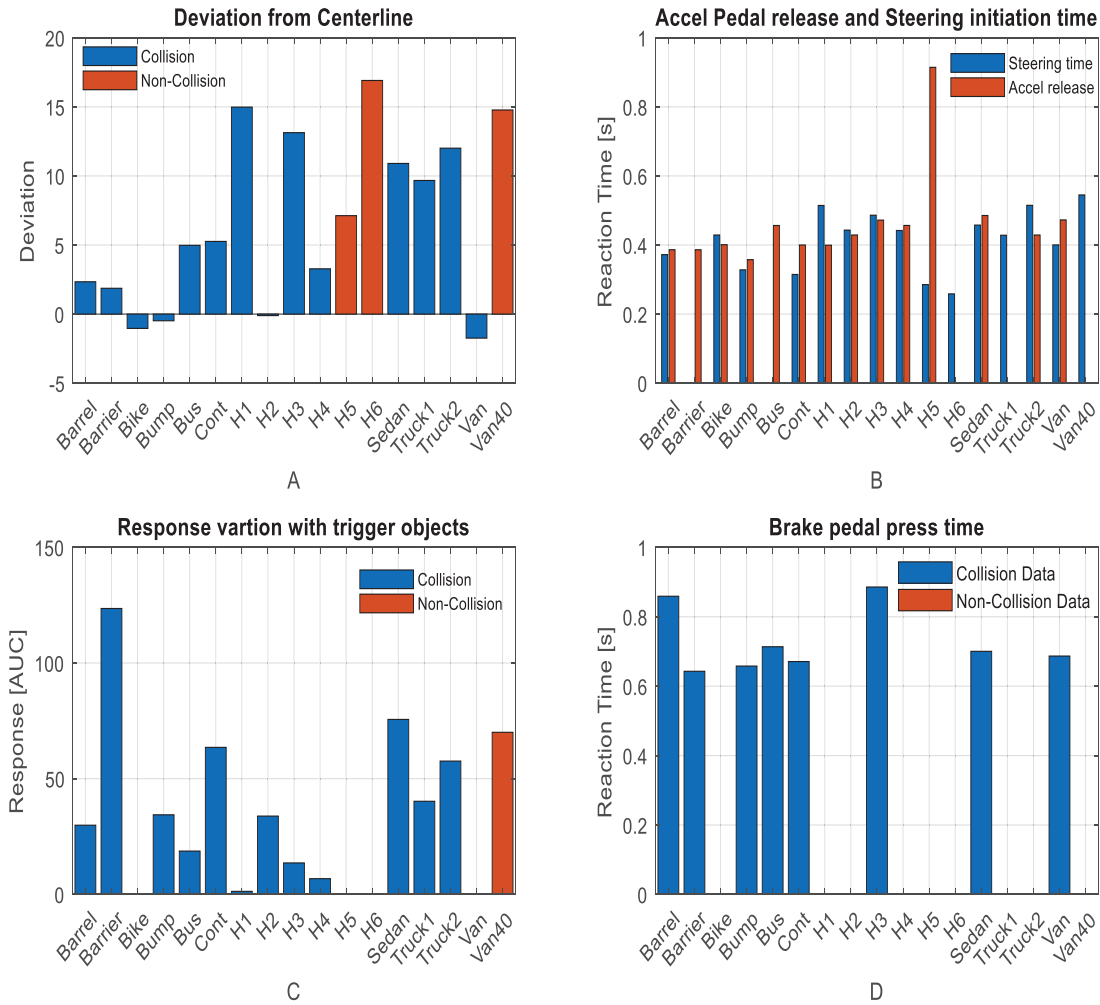 Deviation from Centerline
20
15
10
5
0
-5
Deviation
Collision
Non-Collision
Barrel
Barrier
Bike
Bump
Bus
Cont
H1
H2
H3
H4
H5
H6
Sedan
Truck1
Truck2
Van
Van40
A
Accel Pedal release and Steering initiation time
1
0.8
0.6
0.4
0.2
0
Reaction Time [s]
Steering time
Accel release
Barrel
Barrier
Bike
Bump
Bus
Cont
H1
H2
H3
H4
H5
H6
Sedan
Truck1
Truck2
Van
Van40
B
Response vartion with trigger objects
150
100
50
0
Response [AUC]
Collision
Non-Collision
Barrel
Barrier
Bike
Bump
Bus
Cont
H1
H2
H3
H4
H5
H6
Sedan
Truck1
Truck2
Van
Van40
C
Brake pedal press time
1
0.8
0.6
0.4
0.2
0
Reaction Time [s]
Collision Data
Non-Collision Data
Barrel
Barrier
Bike
Bump
Bus
Cont
H1
H2
H3
H4
H5
H6
Sedan
Truck1
Truck2
Van
Van40
D